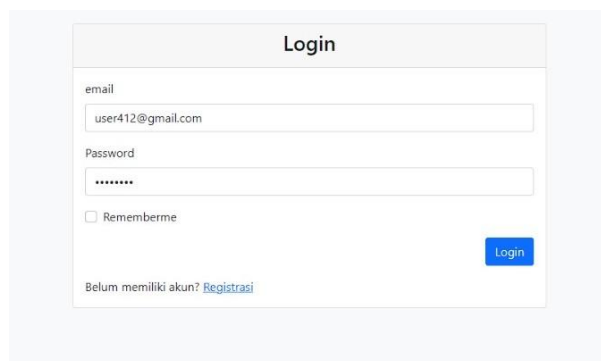 Login
email
user412@gmail.com
Password
••••••••
Rememberme
Login
Belum memiliki akun? Registrasi